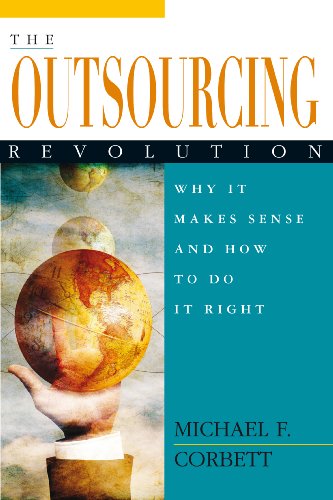 THE
OUTSOURCING
REVOLUTION
WHY IT
MAKES SENSE
AND HOW
TO DO
IT RIGHT
MICHAEL F.
CORBETT